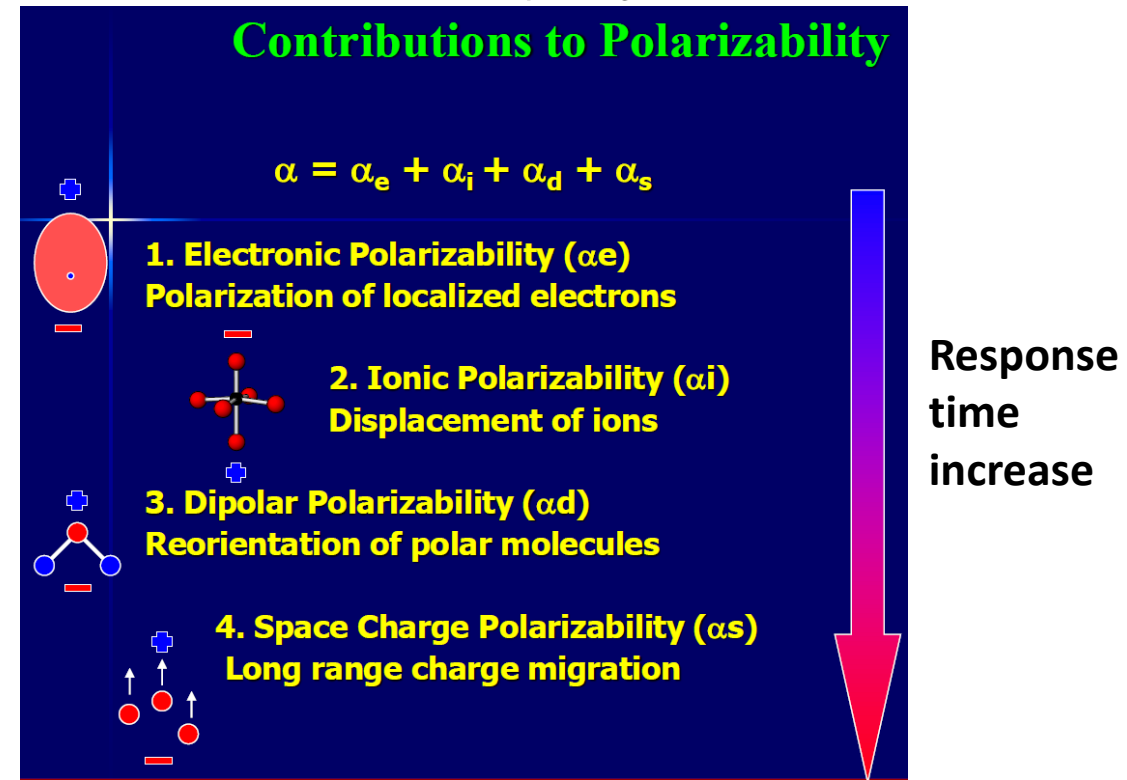 Contributions to Polarizability
α = αe + αi + αd + αs
1. Electronic Polarizability (αe)
Polarization of localized electrons
2. Ionic Polarizability (αi)
Displacement of ions
3. Dipolar Polarizability (αd)
Reorientation of polar molecules
4. Space Charge Polarizability (αs)
Long range charge migration
Response
time
increase